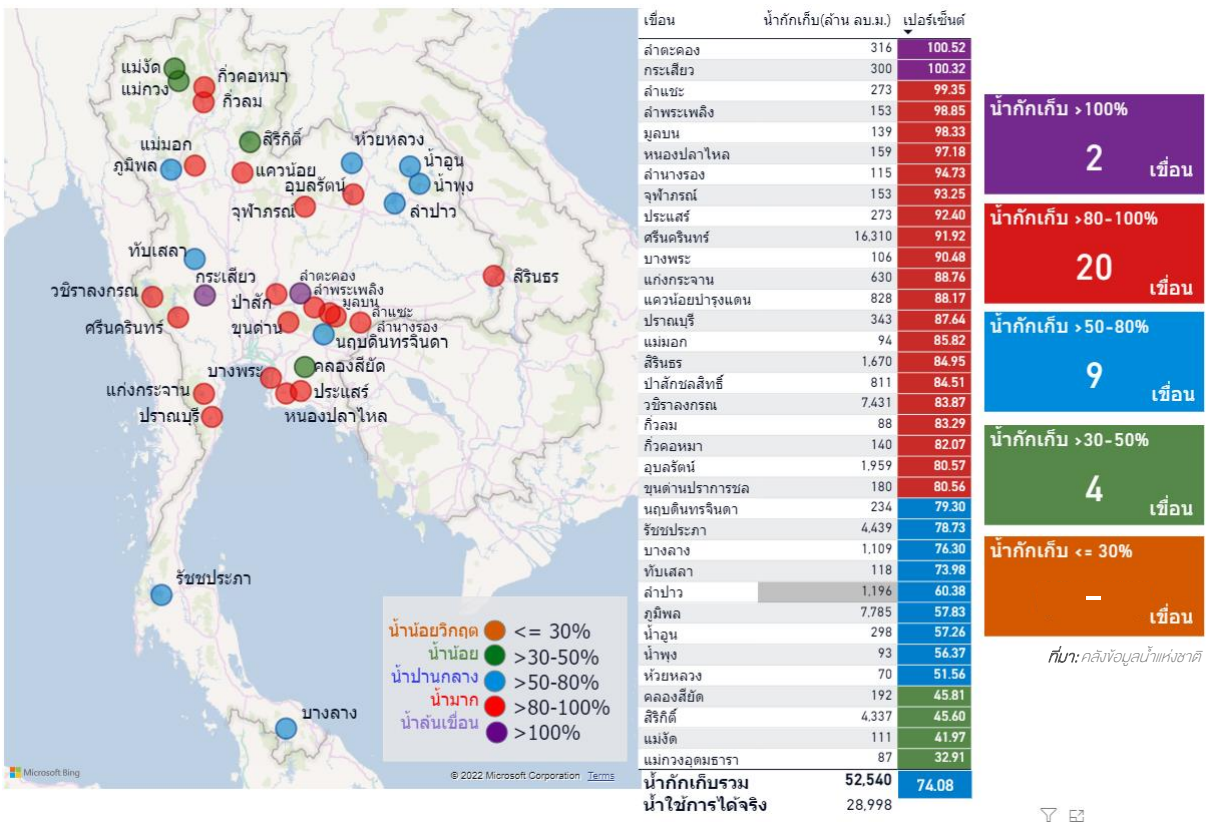 แม่งัด
แม่กวง
กิ่วคอหมา
กิ่วลม
แม่มอก
ภูมิพล
สิริกิติ์
แควน้อย
ห้วยหลวง
น้ำอูน
น้ำพุง
อุบลรัตน์
จุฬาภรณ์
ลำปาว
ทับเสลา
กระเสียว
ลำตะคอง
สิรินธร
วชิราลงกรณ
ป่าสัก
ลำพระเพลิง
มูลบน
ศรีนครินทร์
ขุนด่าน
ลำแซะ
ลำนางรอง
นฤบดินทรจินดา
คลองสียัด
บางพระ
แก่งกระจาน
ประแสร์
ปราณบุรี
หนองปลาไหล
รัชชประภา
บางลาง
น้ำน้อยวิกฤต <= 30%
น้ำน้อย >30-50%
น้ำปานกลาง >50-80%
น้ำมาก >80-100%
น้ำล้นเขื่อน >100%
Microsoft Bing
© 2022 Microsoft Corporation Terms
เขื่อน น้ำกักเก็บ(ล้าน ลบ.ม.) เปอร์เซ็นต์
ลำตะคอง 316 100.52
กระเสียว 300 100.32
ลำแชะ 273 99.35
ลำพระเพลิง 153 98.85
มูลบน 139 98.33
หนองปลาไหล 159 97.18
ลำนางรอง 115 94.73
จุฬาภรณ์ 153 93.25
ประแสร์ 273 92.40
ศรีนครินทร์ 16,310 91.92
บางพระ 106 90.48
แก่งกระจาน 630 88.76
แควน้อยบำรุงแดน 828 88.17
ปราณบุรี 343 87.64
แม่มอก 94 85.82
สิรินธร 1,670 84.95
ป่าสักชลสิทธิ์ 811 84.51
วชิราลงกรณ 7,431 83.87
กิ่วลม 88 83.29
กิ่วคอหมา 140 82.07
อุบลรัตน์ 1,959 80.57
ขุนด่านปราการชล 180 80.56
นฤบดินทรจินดา 234 79.30
รัชชประภา 4,439 78.73
บางลาง 1,109 76.30
ทับเสลา 118 73.98
ลำปาว 1,196 60.38
ภูมิพล 7,785 57.83
น้ำอูน 298 57.26
น้ำพุง 93 56.37
ห้วยหลวง 70 51.56
คลองสียัด 192 45.81
สิริกิติ์ 4,337 45.60
แม่งัด 111 41.97
แม่กวงอุดมธารา 87 32.91
น้ำกักเก็บรวม 52,540 74.08
น้ำใช้การได้จริง 28,998
น้ำกักเก็บ >100%
2 เขื่อน
น้ำกักเก็บ >80-100%
20 เขื่อน
น้ำกักเก็บ >50-80%
9 เขื่อน
น้ำกักเก็บ >30-50%
4 เขื่อน
น้ำกักเก็บ <= 30%
– เขื่อน
ที่มา: คลังข้อมูลน้ำแห่งชาติ